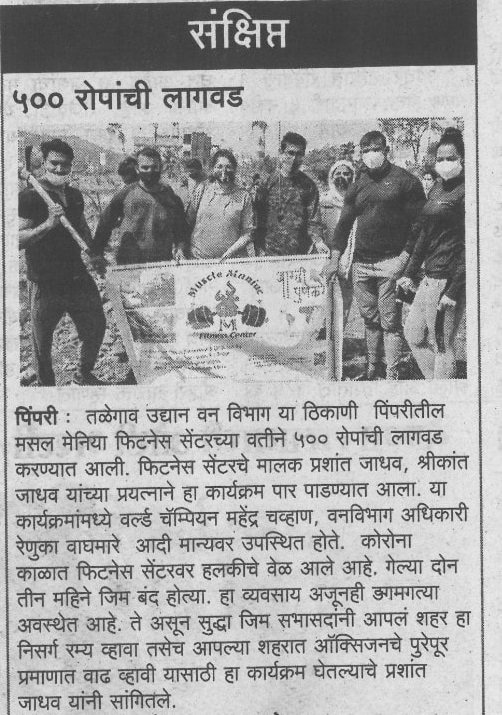 संक्षिप्त
५०० रोपांची लागवड
Muscle Maniac
M
Fitness Center
पिंपरी : तळेगाव उद्यान वन विभाग या ठिकाणी पिंपरीतील
मसल मेनिया फिटनेस सेंटरच्या वतीने ५०० रोपांची लागवड
करण्यात आली. फिटनेस सेंटरचे मालक प्रशांत जाधव, श्रीकांत
जाधव यांच्या प्रयत्नाने हा कार्यक्रम पार पाडण्यात आला. या
कार्यक्रमांमध्ये वर्ल्ड चॅम्पियन महेंद्र चव्हाण, वनविभाग अधिकारी
रेणुका वाघमारे आदी मान्यवर उपस्थित होते. कोरोना
काळात फिटनेस सेंटरवर हलकीचे वेळ आले आहे. गेल्या दोन
तीन महिने जिम बंद होत्या. हा व्यवसाय अजूनही डगमगत्या
अवस्थेत आहे. ते असून सुद्धा जिम सभासदांनी आपलं शहर हा
निसर्ग रम्य व्हावा तसेच आपल्या शहरात ऑक्सिजनचे पुरेपूर
प्रमाणात वाढ व्हावी यासाठी हा कार्यक्रम घेतल्याचे प्रशांत
जाधव यांनी सांगितले.